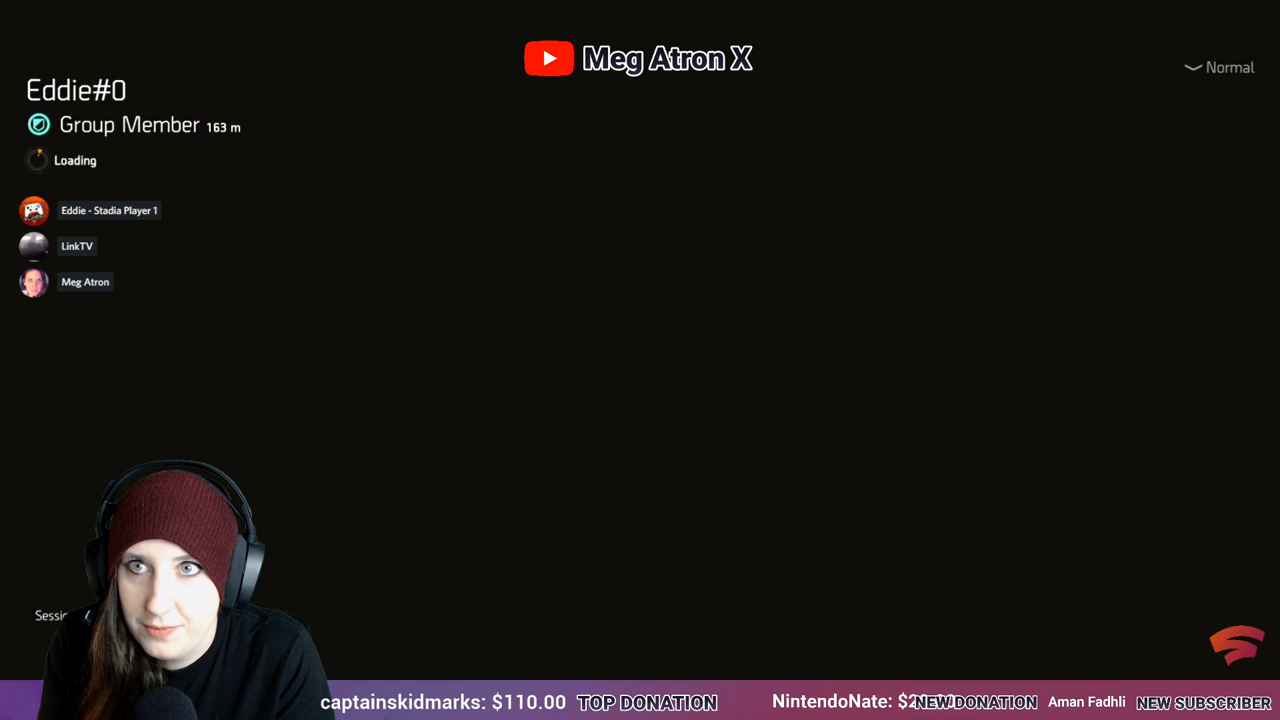 Meg Atron X
Normal
Eddie#0
Group Member 163 m
Loading
Eddie - Stadia Player 1
LinkTV
Meg Atron
captainskidmarks: $110.00 TOP DONATION NintendoNate: NEW DONATION Aman Fadhli NEW SUBSCRIBER